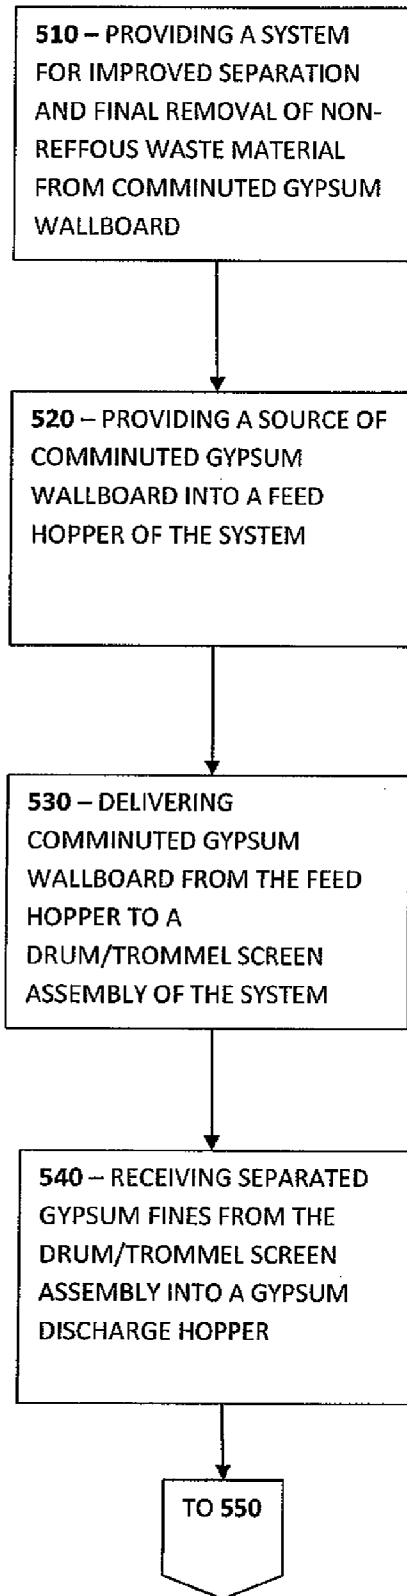 510 – PROVIDING A SYSTEM
FOR IMPROVED SEPARATION
AND FINAL REMOVAL OF NON-
REFFOUS WASTE MATERIAL
FROM COMMINUTED GYPSUM
WALLBOARD
520 – PROVIDING A SOURCE OF
COMMINUTED GYPSUM
WALLBOARD INTO A FEED
HOPPER OF THE SYSTEM
530 – DELIVERING
COMMINUTED GYPSUM
WALLBOARD FROM THE FEED
HOPPER TO A
DRUM/TROMMEL SCREEN
ASSEMBLY OF THE SYSTEM
540 – RECEIVING SEPARATED
GYPSUM FINES FROM THE
DRUM/TROMMEL SCREEN
ASSEMBLY INTO A GYPSUM
DISCHARGE HOPPER
TO 550